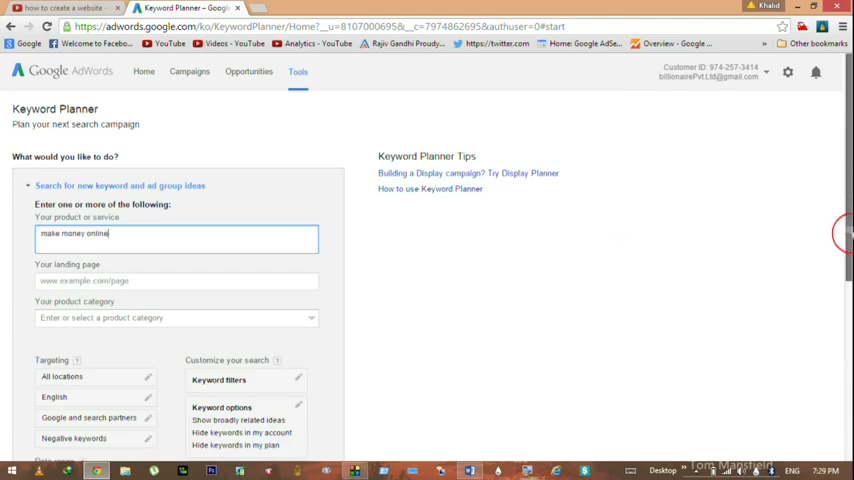 how to create a website -
Keyword Planner – Googl
Khalid
https://adwords.google.com/ko/KeywordPlanner/Home?__u=8107000695&__c=7974862695&authuser=0#start
Google
Welcome to Facebo...
YouTube
Videos - YouTube
Analytics - YouTube
Rajiv Gandhi Proudy...
https://twitter.com
Home: Google AdSe...
Overview - Google ...
»
Other bookmarks
Google AdWords
Home
Campaigns
Opportunities
Tools
Customer ID: 974-257-3414
billionairePvt.Ltd@gmail.com
Keyword Planner
Plan your next search campaign
What would you like to do?
Keyword Planner Tips
Building a Display campaign? Try Display Planner
How to use Keyword Planner
Search for new keyword and ad group ideas
Enter one or more of the following:
Your product or service
make money online
Your landing page
www.example.com/page
Your product category
Enter or select a product category
Targeting ?
All locations
English
Google and search partners
Negative keywords
Customize your search ?
Keyword filters
Keyword options
Show broadly related ideas
Hide keywords in my account
Hide keywords in my plan
Desktop
»
Tom Mansfield
ENG
7:29 PM